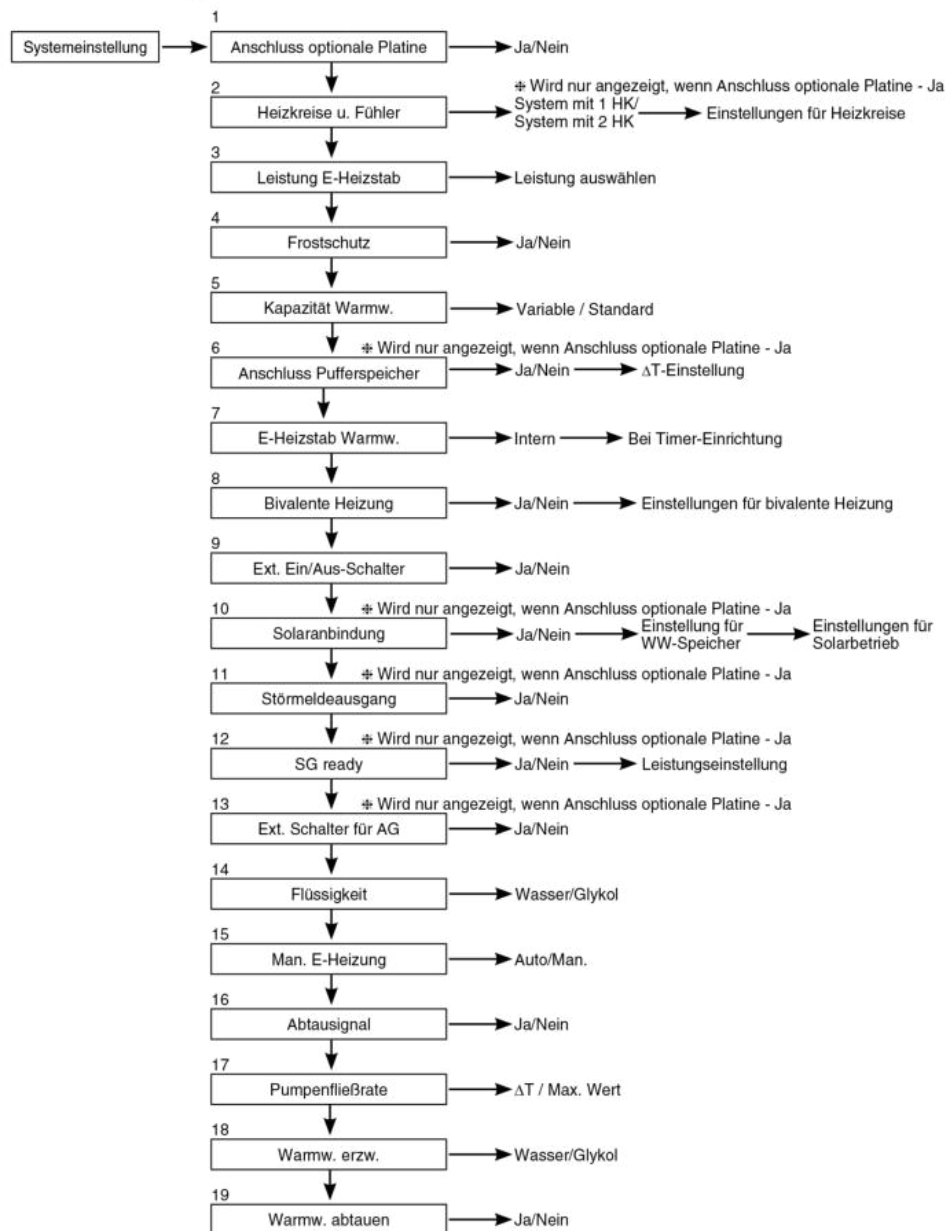 1
Systemeinstellung
Anschluss optionale Platine
Ja/Nein
2
❉ Wird nur angezeigt, wenn Anschluss optionale Platine - Ja
Heizkreise u. Fühler
System mit 1 HK/
System mit 2 HK
Einstellungen für Heizkreise
3
Leistung E-Heizstab
Leistung auswählen
4
Frostschutz
Ja/Nein
5
Kapazität Warmw.
Variable / Standard
6
❉ Wird nur angezeigt, wenn Anschluss optionale Platine - Ja
Anschluss Pufferspeicher
Ja/Nein
ΔT-Einstellung
7
E-Heizstab Warmw.
Intern
Bei Timer-Einrichtung
8
Bivalente Heizung
Ja/Nein
Einstellungen für bivalente Heizung
9
Ext. Ein/Aus-Schalter
Ja/Nein
10
❉ Wird nur angezeigt, wenn Anschluss optionale Platine - Ja
Solaranbindung
Ja/Nein
Einstellung für
WW-Speicher
Einstellungen für
Solarbetrieb
11
❉ Wird nur angezeigt, wenn Anschluss optionale Platine - Ja
Störmeldeausgang
Ja/Nein
12
❉ Wird nur angezeigt, wenn Anschluss optionale Platine - Ja
SG ready
Ja/Nein
Leistungseinstellung
13
❉ Wird nur angezeigt, wenn Anschluss optionale Platine - Ja
Ext. Schalter für AG
Ja/Nein
14
Flüssigkeit
Wasser/Glykol
15
Man. E-Heizung
Auto/Man.
16
Abtausignal
Ja/Nein
17
Pumpenfließrate
ΔT / Max. Wert
18
Warmw. erzw.
Wasser/Glykol
19
Warmw. abtauen
Ja/Nein